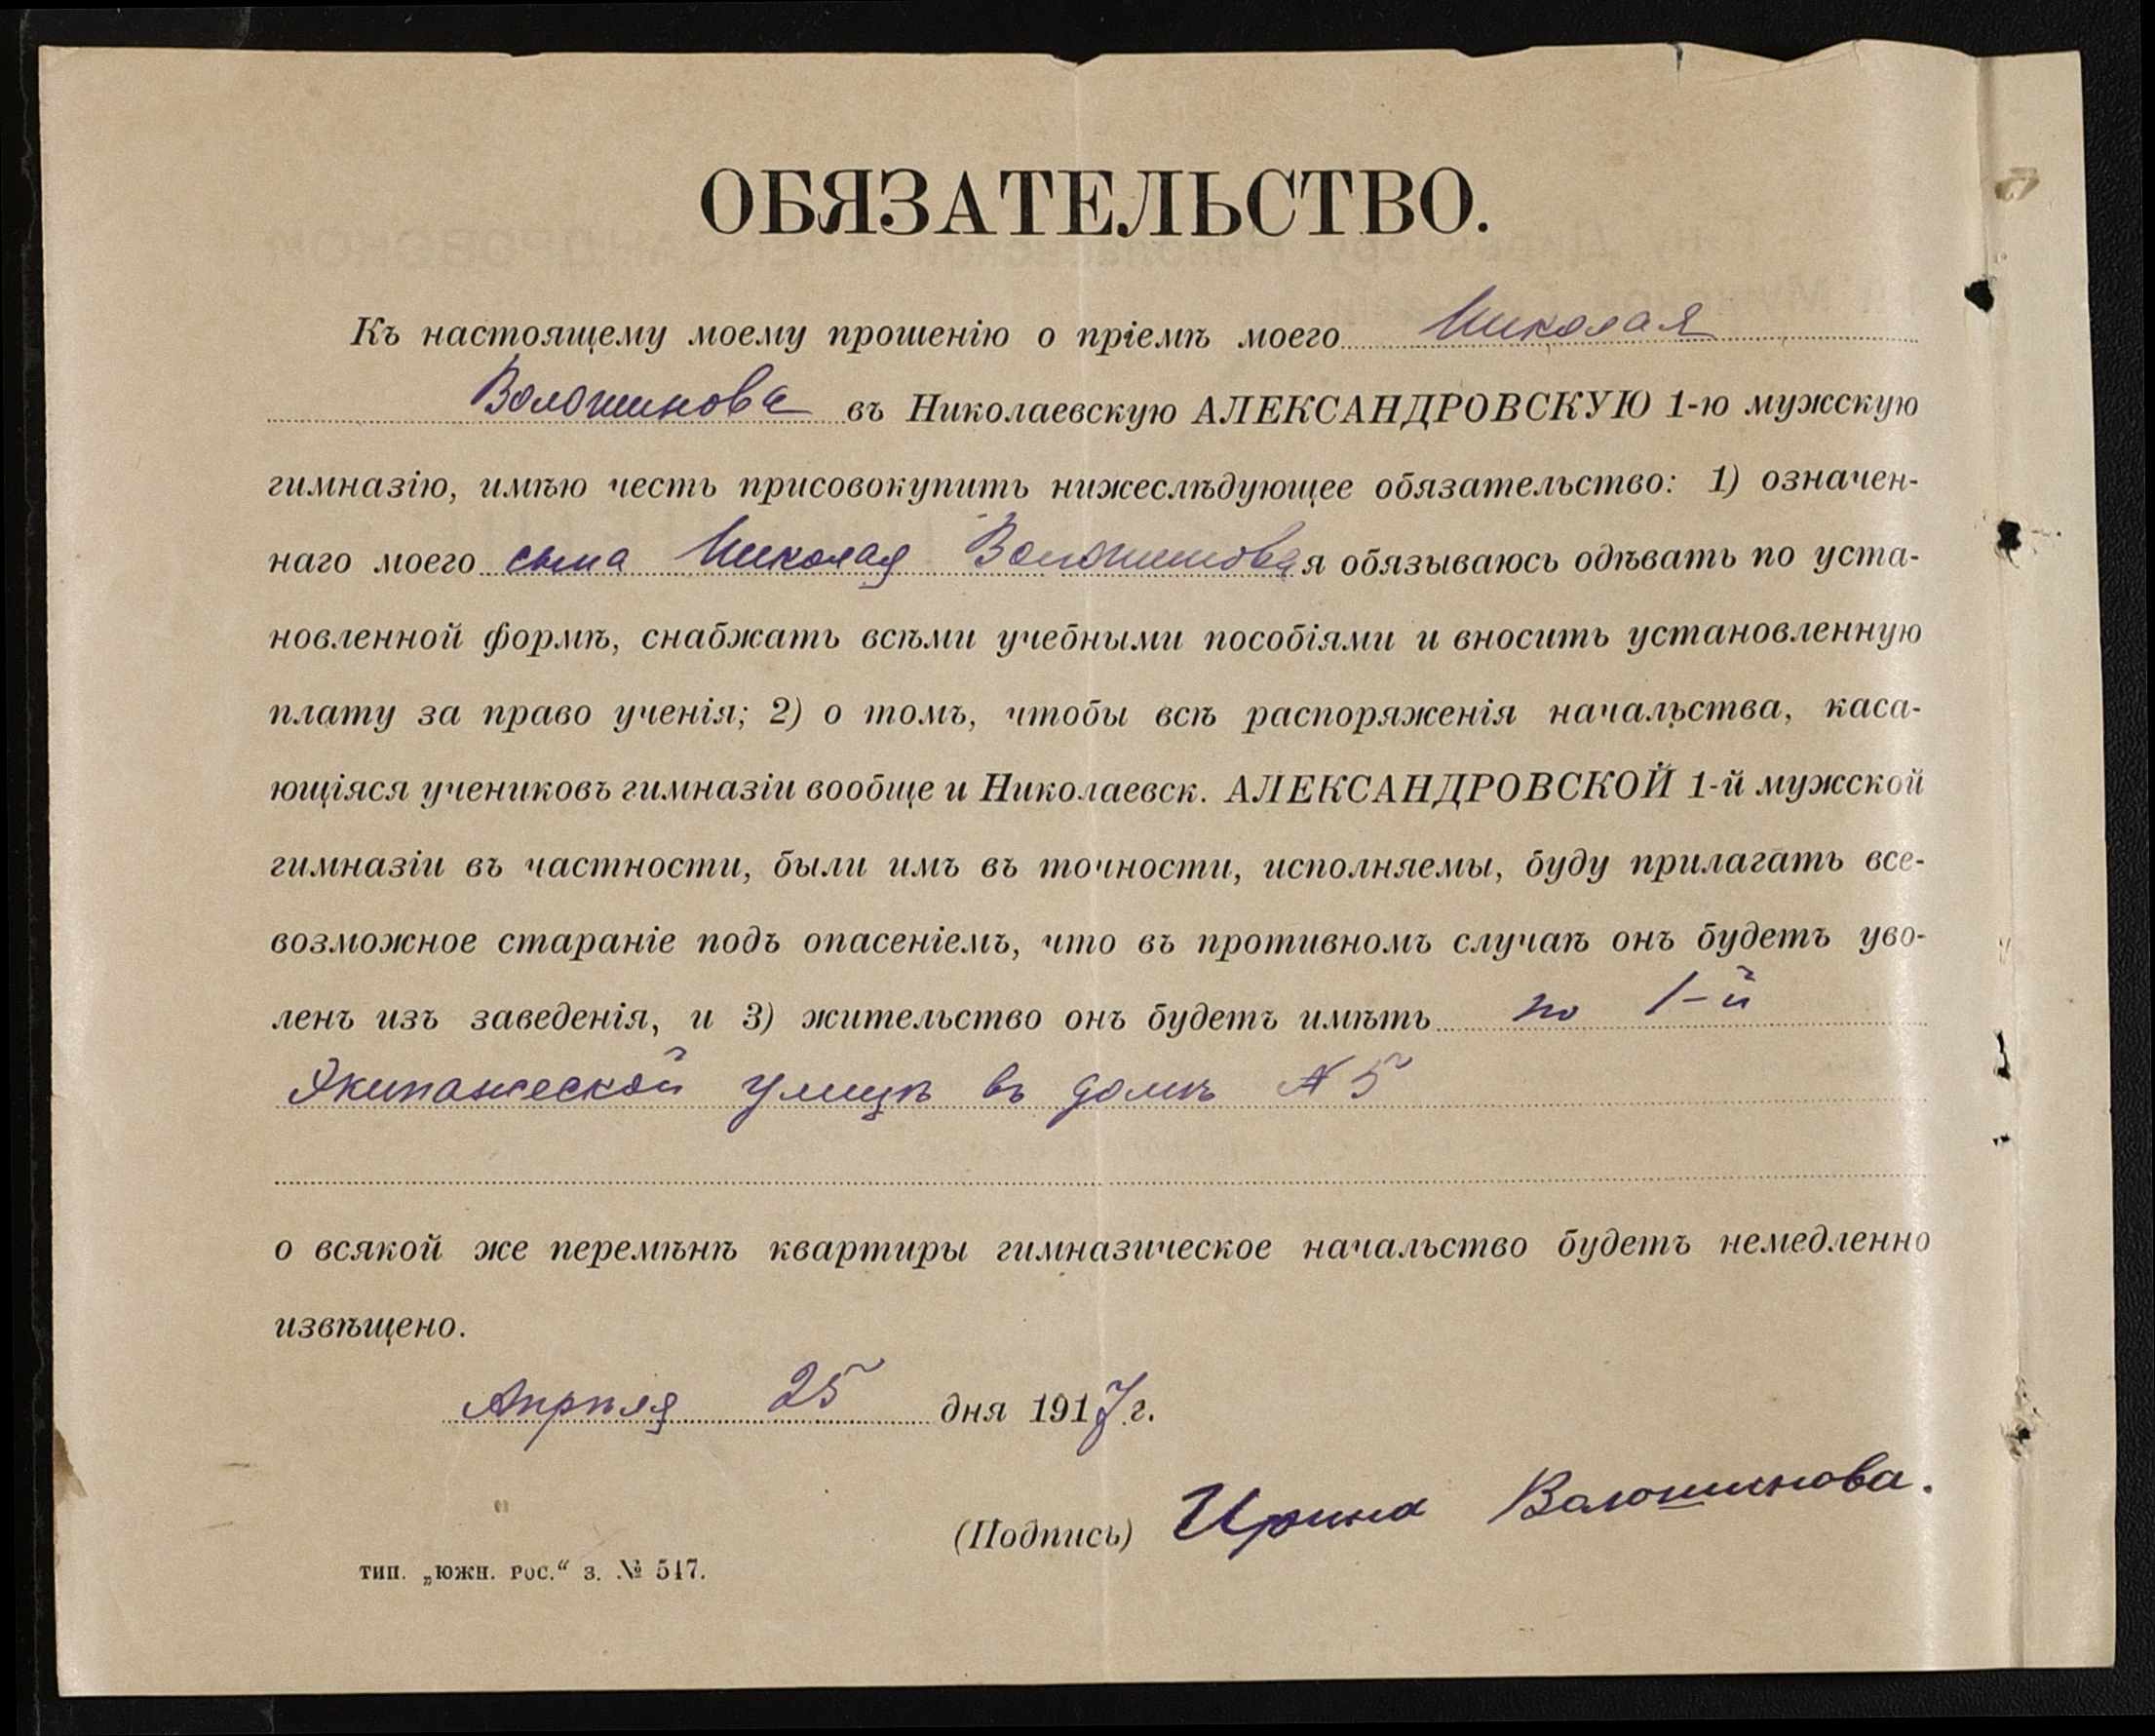 ОБЯЗАТЕЛЬСТВО.
Къ настоящему моему прошенію о пріемѣ моего Николая
Волошинова въ Николаевскую АЛЕКСАНДРОВСКУЮ 1-ю мужскую
гимназію, имѣю честь присовокупить нижеслѣдующее обязательство: 1) означен-
наго моего сына Николая Волошинова я обязываюсь одѣвать по уста-
новленной формѣ, снабжать всѣми учебными пособіями и вносить установленную
плату за право ученія; 2) о томъ, чтобы всѣ распоряженія начальства, каса-
ющіяся учениковъ гимназіи вообще и Николаевск. АЛЕКСАНДРОВСКОЙ 1-й мужской
гимназіи въ частности, были имъ въ точности, исполняемы, буду прилагать все-
возможное стараніе подъ опасеніемъ, что въ противномъ случаѣ онъ будетъ уво-
ленъ изъ заведенія, и 3) жительство онъ будетъ имѣть по 1-й
Экипажеской улицѣ въ домѣ № 5
о всякой же перемѣнѣ квартиры гимназическое начальство будетъ немедленно
извѣщено.
Апрѣля 25 дня 1917 г.
(Подпись) Ирина Волошинова.
тип. „южн. рос.“ з. № 517.